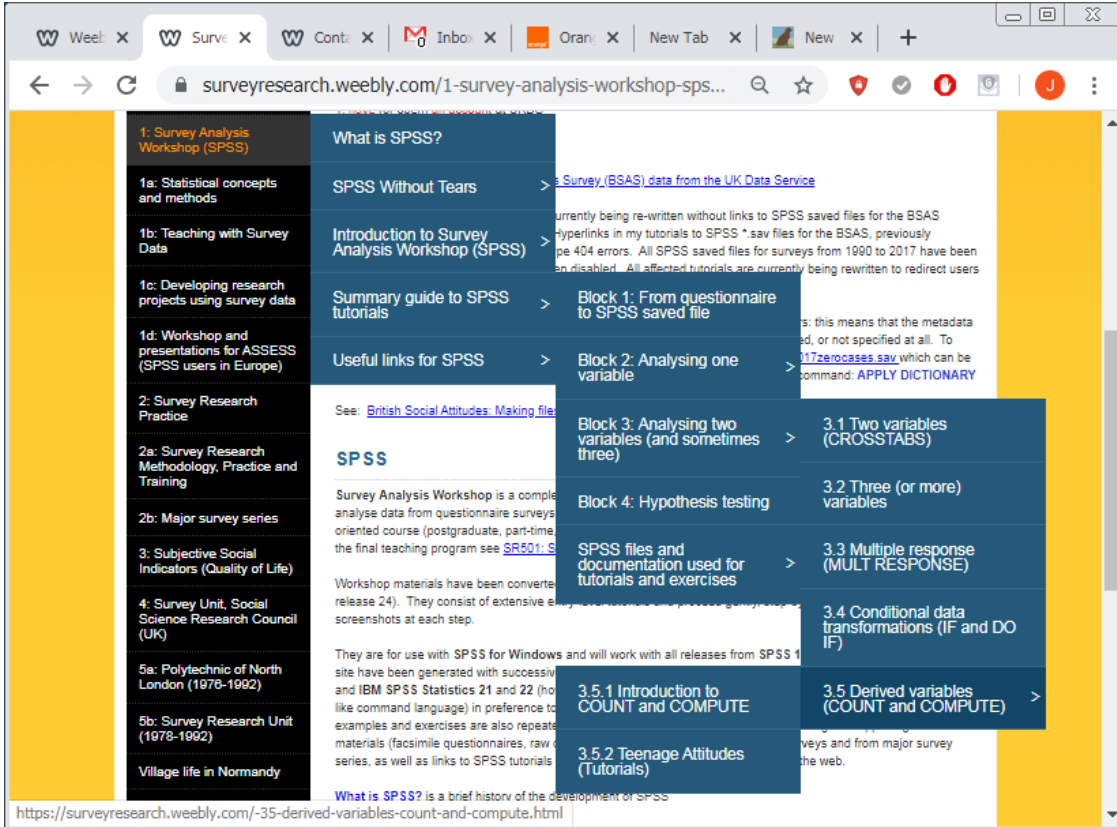 Weeb
Surve
Conta
Inbox
orange
Orang
New Tab
New
surveyresearch.weebly.com/1-survey-analysis-workshop-sps...
J
1: Survey Analysis
Workshop (SPSS)
1a: Statistical concepts
and methods
1b: Teaching with Survey
Data
1c: Developing research
projects using survey data
1d: Workshop and
presentations for ASSESS
(SPSS users in Europe)
2: Survey Research
Practice
2a: Survey Research
Methodology, Practice and
Training
2b: Major survey series
3: Subjective Social
Indicators (Quality of Life)
4: Survey Unit, Social
Science Research Council
(UK)
5a: Polytechnic of North
London (1976-1992)
5b: Survey Research Unit
(1978-1992)
Village life in Normandy
What is SPSS?
SPSS Without Tears >
Introduction to Survey
Analysis Workshop (SPSS) >
Summary guide to SPSS
tutorials >
Useful links for SPSS >
Block 1: From questionnaire
to SPSS saved file
Block 2: Analysing one
variable >
Block 3: Analysing two
variables (and sometimes
three) >
Block 4: Hypothesis testing
SPSS files and
documentation used for
tutorials and exercises >
3.1 Two variables
(CROSSTABS)
3.2 Three (or more)
variables
3.3 Multiple response
(MULT RESPONSE)
3.4 Conditional data
transformations (IF and DO
IF)
3.5 Derived variables
(COUNT and COMPUTE) >
3.5.1 Introduction to
COUNT and COMPUTE
3.5.2 Teenage Attitudes
(Tutorials)
s Survey (BSAS) data from the UK Data Service
urrently being re-written without links to SPSS saved files for the BSAS
Hyperlinks in my tutorials to SPSS *.sav files for the BSAS, previously
pe 404 errors. All SPSS saved files for surveys from 1990 to 2017 have been
en disabled. All affected tutorials are currently being rewritten to redirect users
rs: this means that the metadata
ed, or not specified at all. To
017zerocases.sav which can be
command: APPLY DICTIONARY
See: British Social Attitudes: Making files
SPSS
Survey Analysis Workshop is a comple
analyse data from questionnaire surveys
oriented course (postgraduate, part-time,
the final teaching program see SR501: S
Workshop materials have been converted
release 24). They consist of extensive
screenshots at each step.
They are for use with SPSS for Windows and will work with all releases from SPSS 1
site have been generated with successiv
and IBM SPSS Statistics 21 and 22 (ho
like command language) in preference to
examples and exercises are also repeate
materials (facsimile questionnaires, raw
veys and from major survey
series, as well as links to SPSS tutorials
the web.
What is SPSS? is a brief history of the development of SPSS
https://surveyresearch.weebly.com/-35-derived-variables-count-and-compute.html